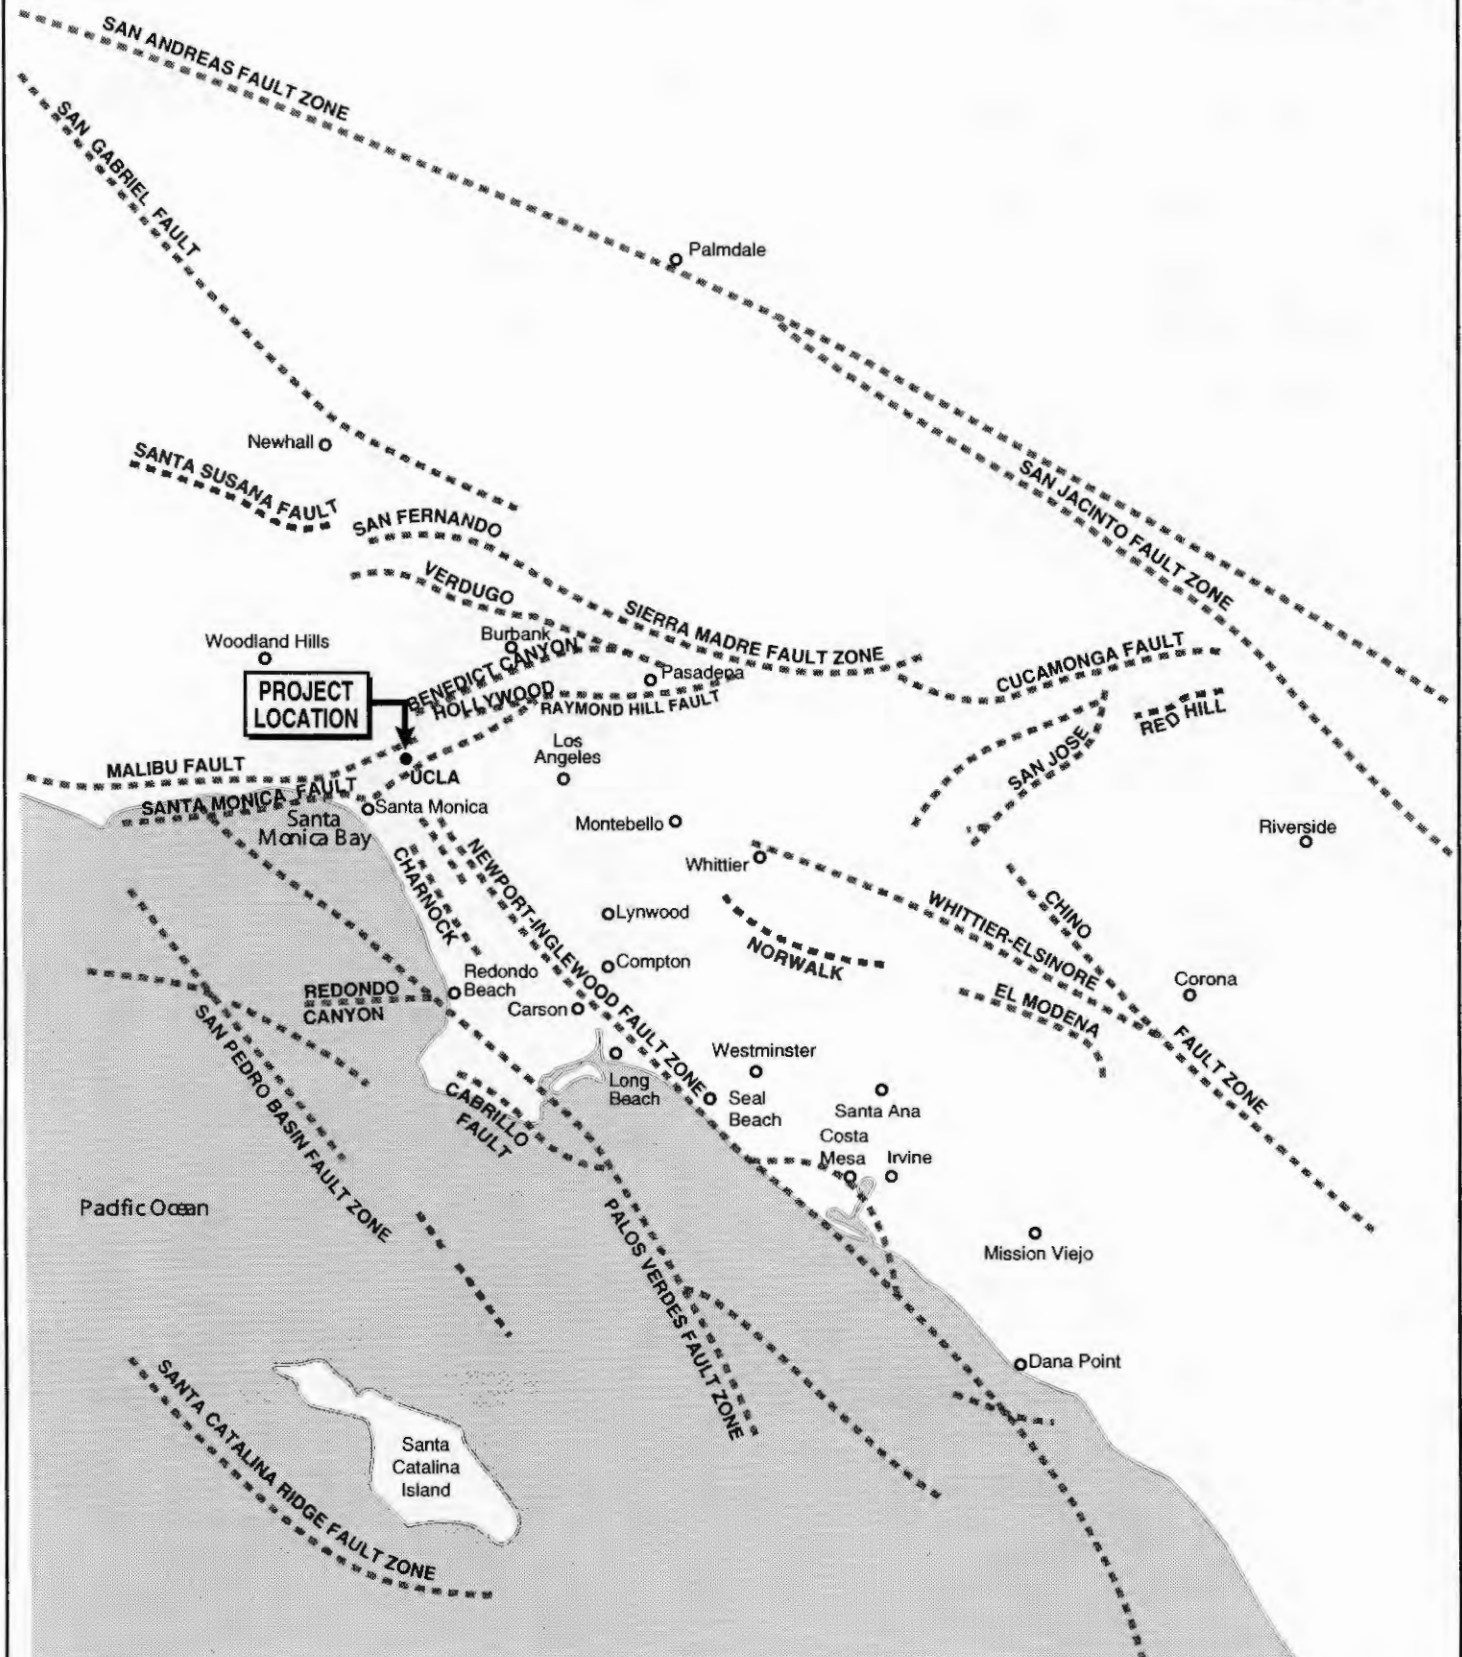 SAN ANDREAS FAULT ZONE
SAN GABRIEL FAULT
Palmdale
Newhall
SANTA SUSANA FAULT
SAN FERNANDO
SAN JACINTO FAULT ZONE
VERDUGO
SIERRA MADRE FAULT ZONE
Woodland Hills
Burbank
BENEDICT CANYON
Pasadena
CUCAMONGA FAULT
PROJECT
LOCATION
HOLLYWOOD
RAYMOND HILL FAULT
RED HILL
Los
Angeles
SAN JOSE
MALIBU FAULT
UCLA
SANTA MONICA FAULT
Santa Monica
Santa
Monica Bay
Montebello
Riverside
Whittier
CHARNOCK
NEWPORT-INGLEWOOD FAULT ZONE
Lynwood
NORWALK
WHITTIER-ELSINORE
CHINO
Compton
Redondo
Beach
REDONDO
CANYON
Carson
EL MODENA
Corona
FAULT ZONE
SAN PEDRO BASIN FAULT ZONE
Westminster
Long
Beach
Seal
Beach
CABRILLO
FAULT
Santa Ana
Costa
Mesa
Irvine
Pacific Ocean
PALOS VERDES FAULT ZONE
Mission Viejo
Dana Point
SANTA CATALINA RIDGE FAULT ZONE
Santa
Catalina
Island